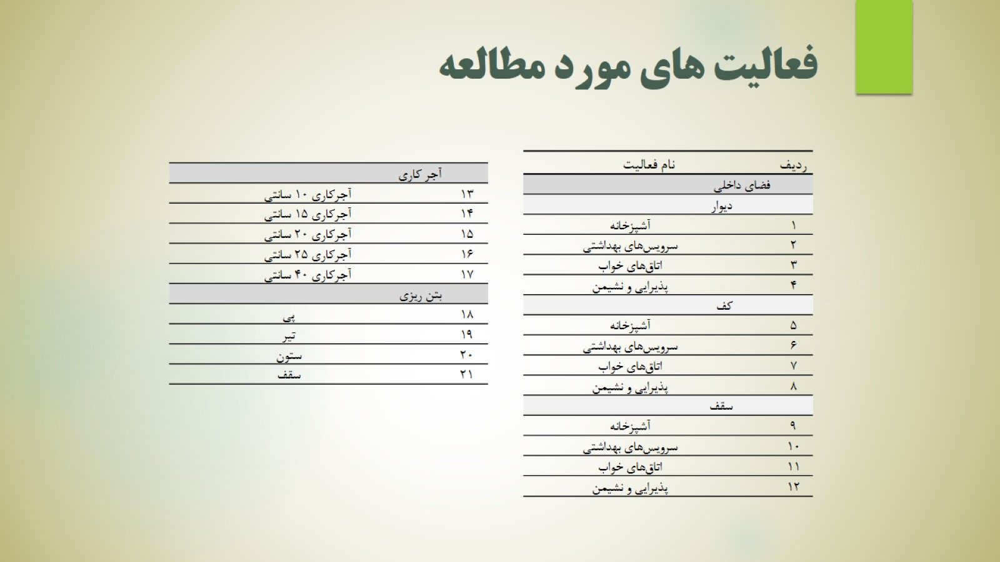 فعالیت های مورد مطالعه
ردیف نام فعالیت
فضای داخلی
دیوار
۱ آشپزخانه
۲ سرویس‌های بهداشتی
۳ اتاق‌های خواب
۴ پذیرایی و نشیمن
کف
۵ آشپزخانه
۶ سرویس‌های بهداشتی
۷ اتاق‌های خواب
۸ پذیرایی و نشیمن
سقف
۹ آشپزخانه
۱۰ سرویس‌های بهداشتی
۱۱ اتاق‌های خواب
۱۲ پذیرایی و نشیمن
آجر کاری
۱۳ آجرکاری ۱۰ سانتی
۱۴ آجرکاری ۱۵ سانتی
۱۵ آجرکاری ۲۰ سانتی
۱۶ آجرکاری ۲۵ سانتی
۱۷ آجرکاری ۴۰ سانتی
بتن ریزی
۱۸ پی
۱۹ تیر
۲۰ ستون
۲۱ سقف